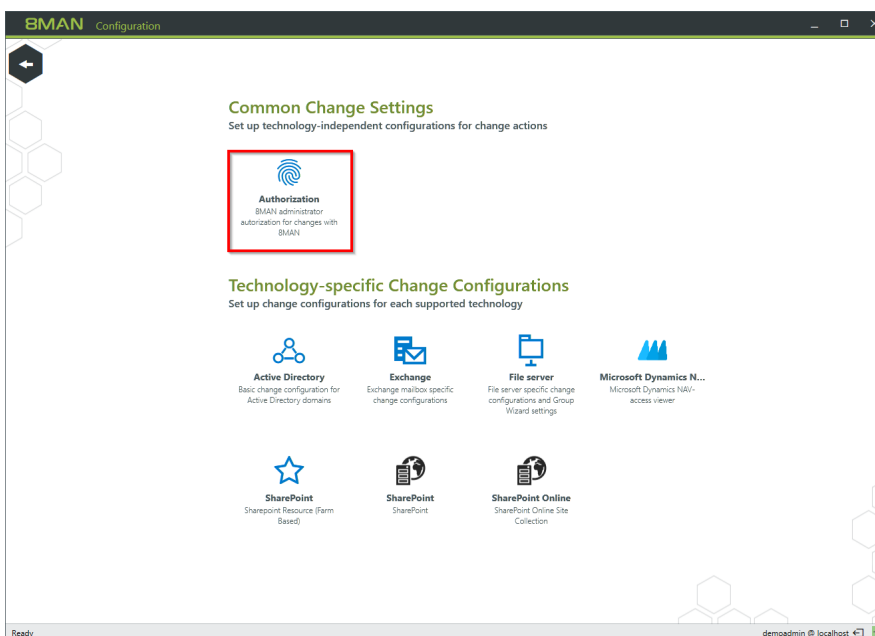 8MAN Configuration
Common Change Settings
Set up technology-independent configurations for change actions
Authorization
8MAN administrator
autorization for changes with
8MAN
Technology-specific Change Configurations
Set up change configurations for each supported technology
Active Directory
Basic change configuration for
Active Directory domains
Exchange
Exchange mailbox specific
change configurations
File server
File server specific change
configurations and Group
Wizard settings
Microsoft Dynamics N...
Microsoft Dynamics NAV-
access viewer
SharePoint
Sharepoint Resource (Farm
Based)
SharePoint
SharePoint
SharePoint Online
SharePoint Online Site
Collection
Ready
demoadmin @ localhost